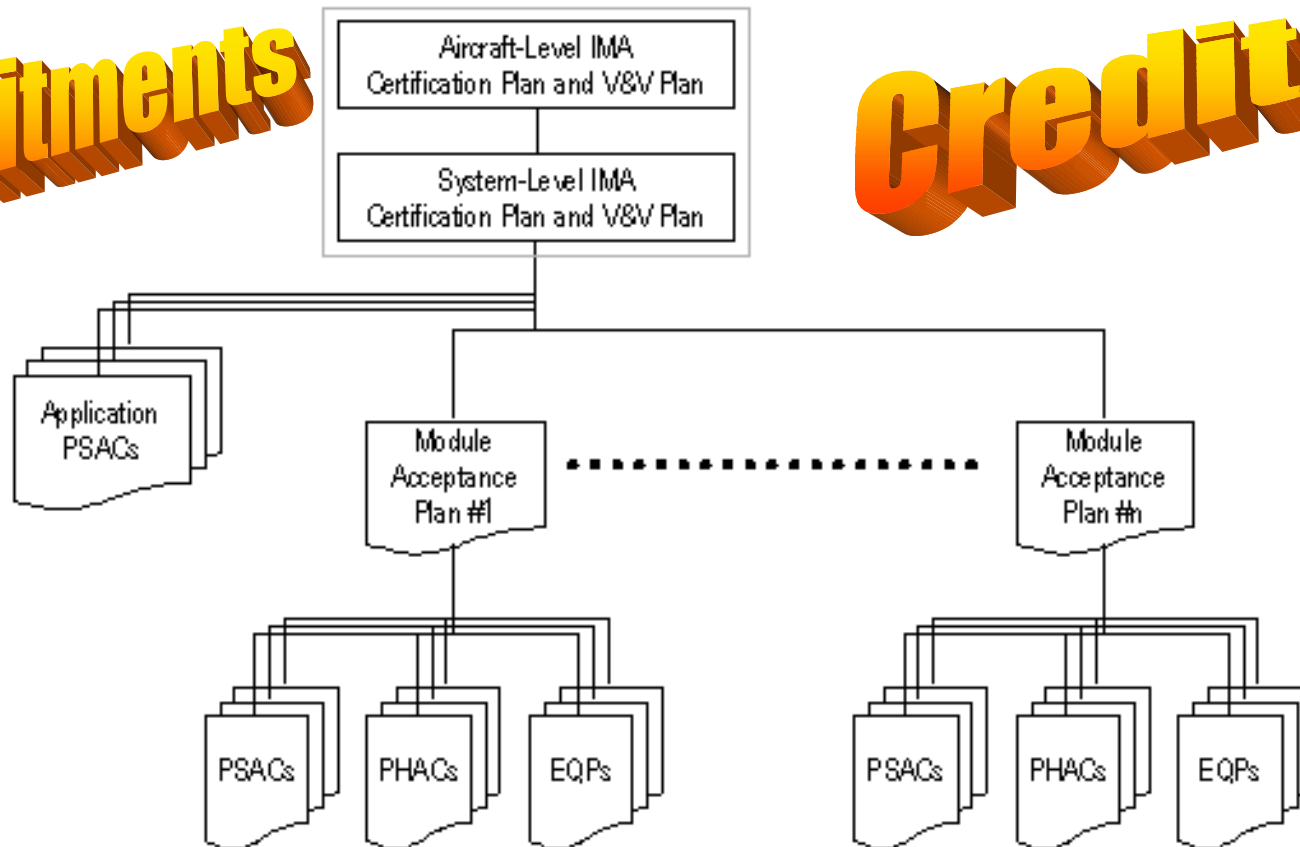 itments
Credit
Aircraft-Level IMA
Certification Plan and V&V Plan
System-Level IMA
Certification Plan and V&V Plan
Application
PSACs
Module
Acceptance
Plan #1
Module
Acceptance
Plan #n
PSACs
PHACs
EQPs
PSACs
PHACs
EQPs